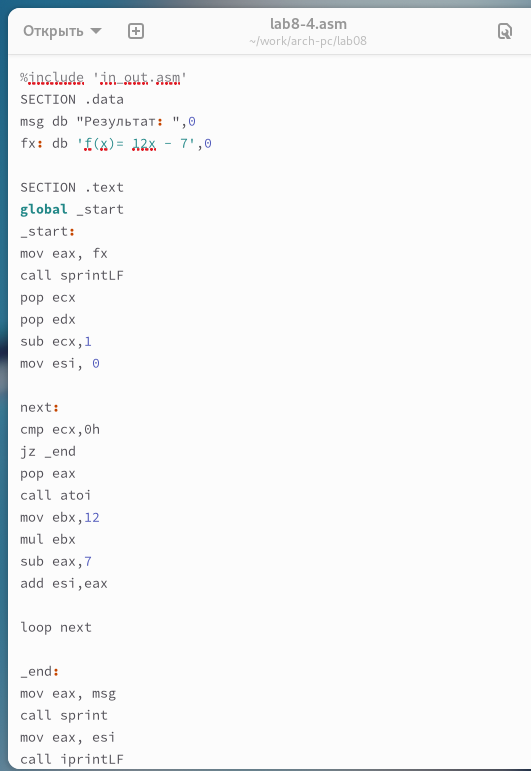 Открыть
lab8-4.asm
~/work/arch-pc/lab08
%include 'in_out.asm'
SECTION .data
msg db "Результат: ",0
fx: db 'f(x)= 12x - 7',0
SECTION .text
global _start
_start:
mov eax, fx
call sprintLF
pop ecx
pop edx
sub ecx,1
mov esi, 0
next:
cmp ecx,0h
jz _end
pop eax
call atoi
mov ebx,12
mul ebx
sub eax,7
add esi,eax
loop next
_end:
mov eax, msg
call sprint
mov eax, esi
call iprintLF